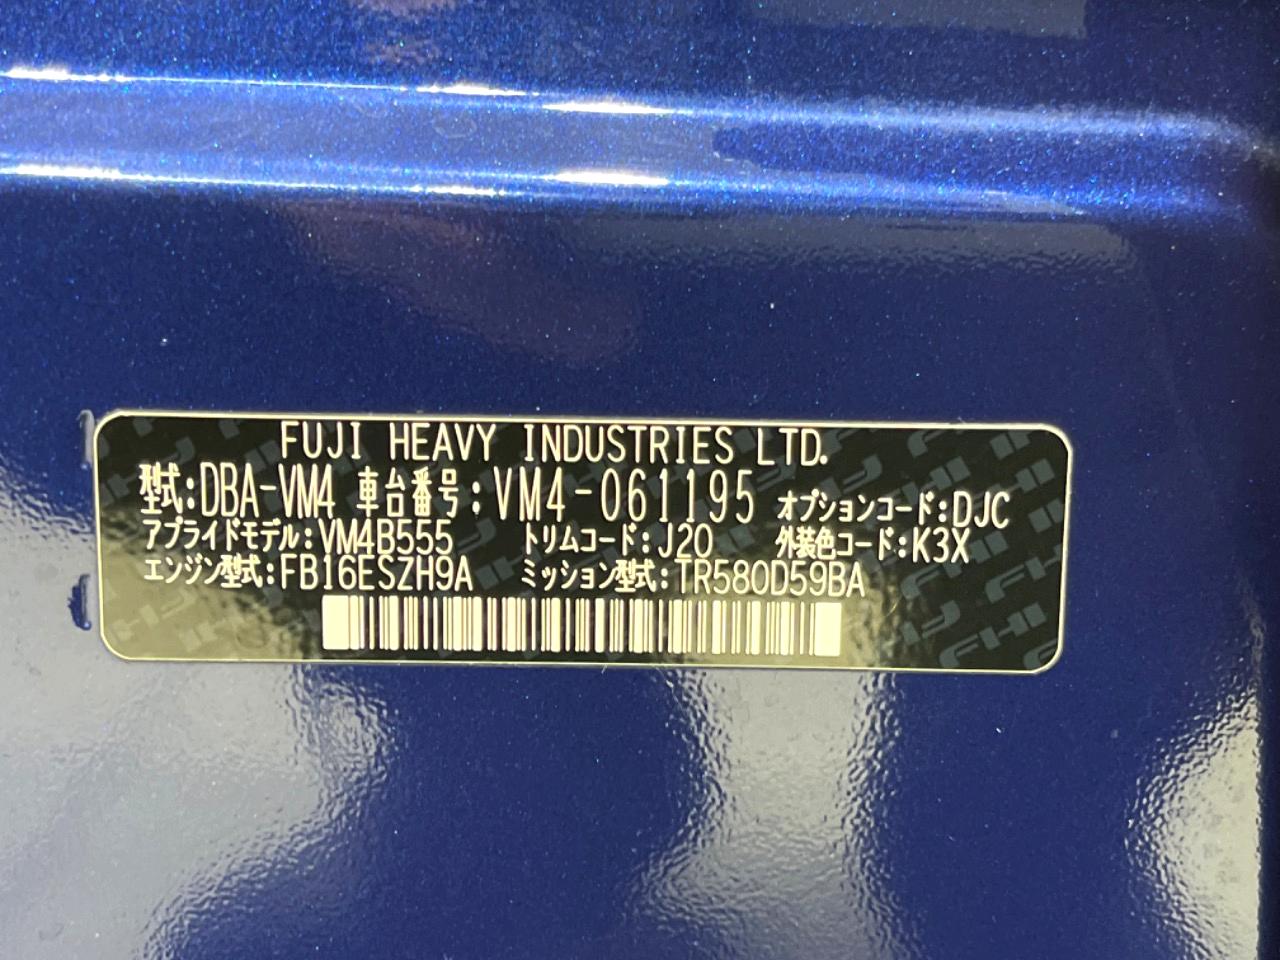 FUJI HEAVY INDUSTRIES LTD.
型式:DBA-VM4 車台番号:VM4-061195 オプションコード:DJC
アプライドモデル:VM4B555 トリムコード:J20 外装色コード:K3X
エンジン型式:FB16ESZH9A ミッション型式:TR580D59BA